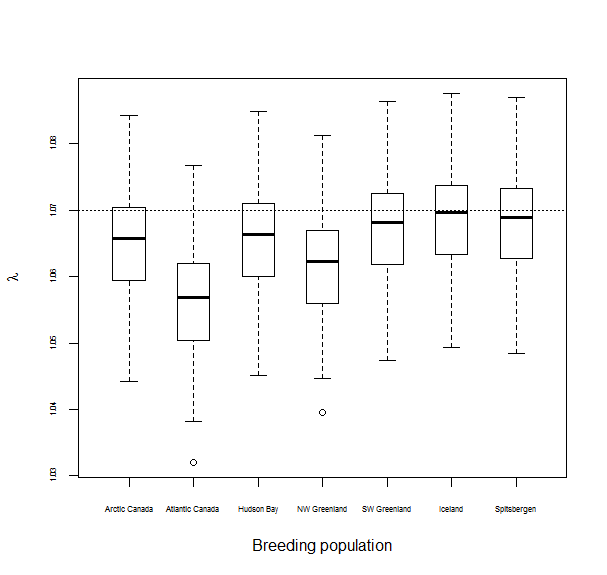 1.08
1.07
1.06
1.05
1.04
1.03
λ
Arctic Canada Atlantic Canada Hudson Bay NW Greenland SW Greenland Iceland Spitsbergen
Breeding population